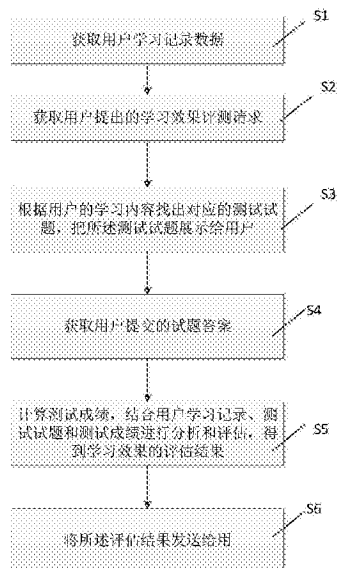 S1
获取用户学习记录数据
S2
获取用户提出的学习效果评测请求
S3
根据用户的学习内容找出对应的测试试
题，把所述测试试题展示给用户
S4
获取用户提交的试题答案
S5
计算测试成绩，结合用户学习记录、测
试试题和测试成绩进行分析和评估，得
到学习效果的评估结果
S6
将所述评估结果发送给用